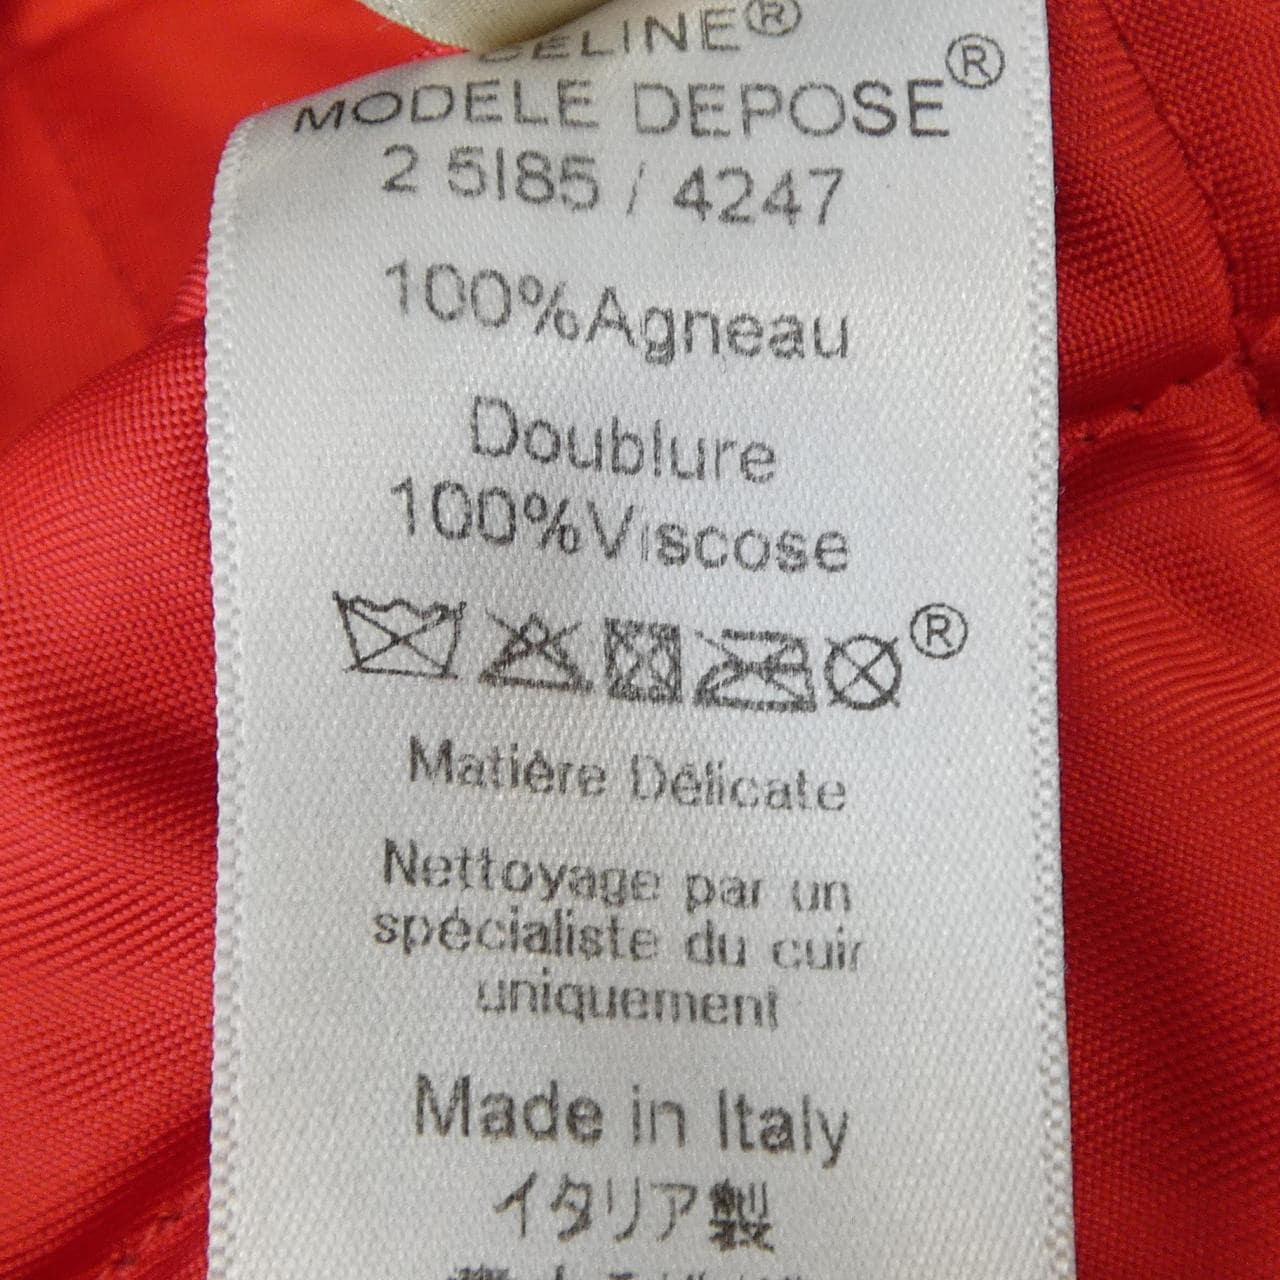 CELINE®
MODELE DEPOSE®
2 5I85 / 4247
100%Agneau
Doublure
100%Viscose
®
Matière Délicate
Nettoyage par un
spécialiste du cuir
uniquement
Made in Italy
イタリア製